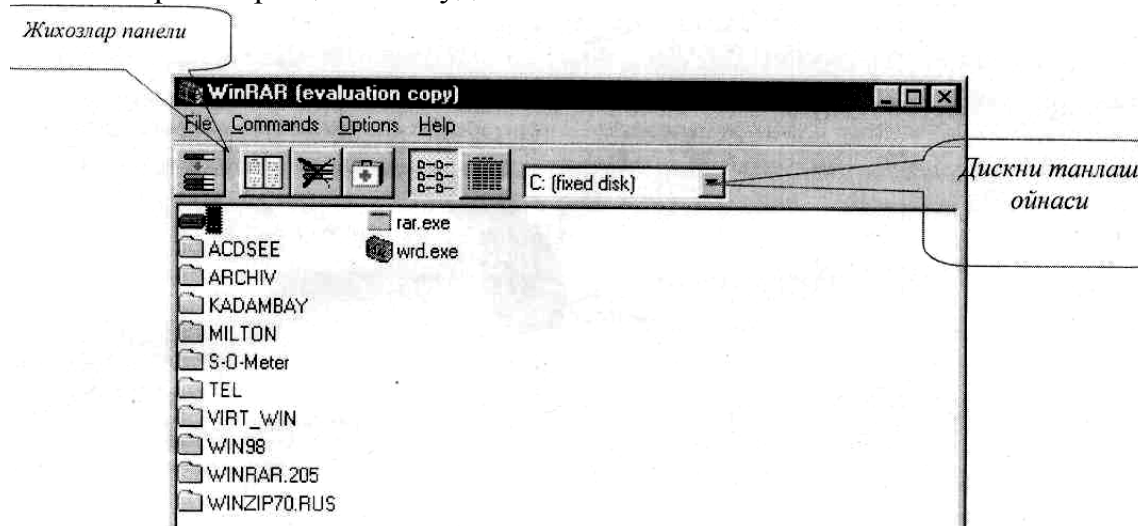 Жихозлар панели
WinRAR (evaluation copy)
File Commands Options Help
C: (fixed disk)
Дискни танлаш
ойнаси
rar.exe
ACDSEE
wrd.exe
ARCHIV
KADAMBAY
MILTON
S-O-Meter
TEL
VIRT_WIN
WIN98
WINRAR.205
WINZIP70.RUS